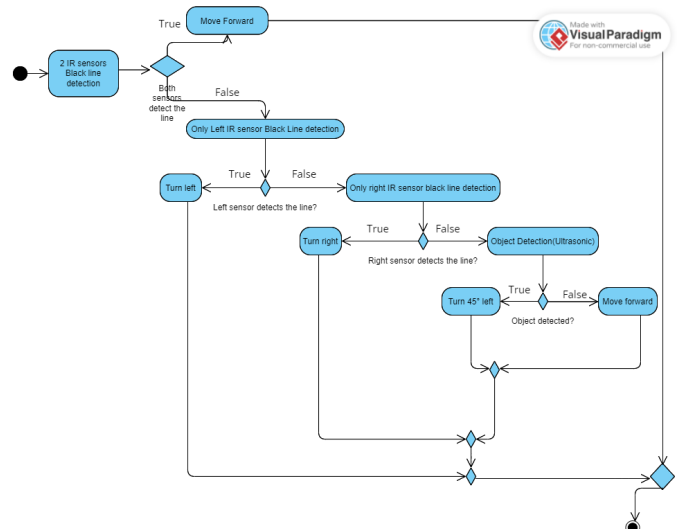 True
Move Forward
Made with
Visual Paradigm
For non-commercial use
2 IR sensors
Black line
detection
Both
sensors
detect the
line
False
Only Left IR sensor Black Line detection
True
False
Turn left
Only right IR sensor black line detection
Left sensor detects the line?
True
False
Turn right
Object Detection(Ultrasonic)
Right sensor detects the line?
True
False
Turn 45° left
Move forward
Object detected?